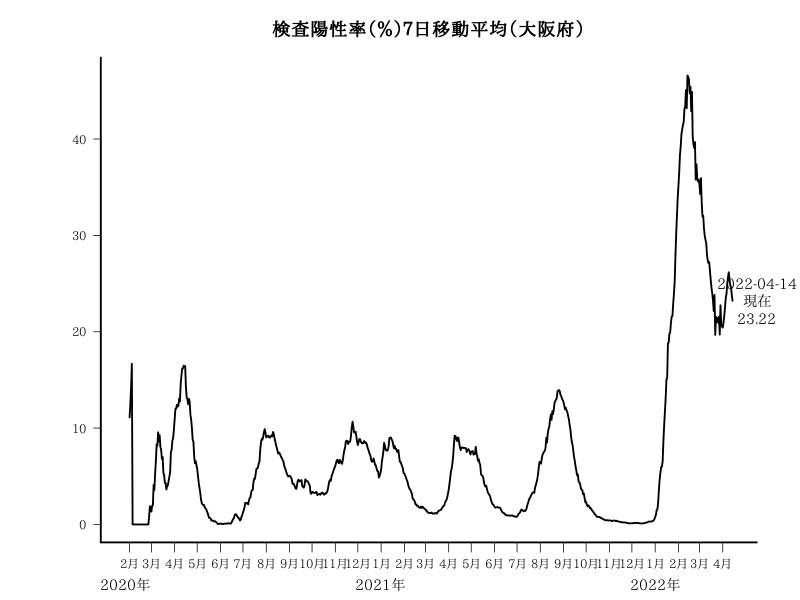 検査陽性率(%)7日移動平均(大阪府)
40
30
20
10
0
2022-04-14
現在
23.22
2月 3月 4月 5月 6月 7月 8月 9月 10月 11月 12月 1月 2月 3月 4月 5月 6月 7月 8月 9月 10月 11月 12月 1月 2月 3月 4月
2020年 2021年 2022年